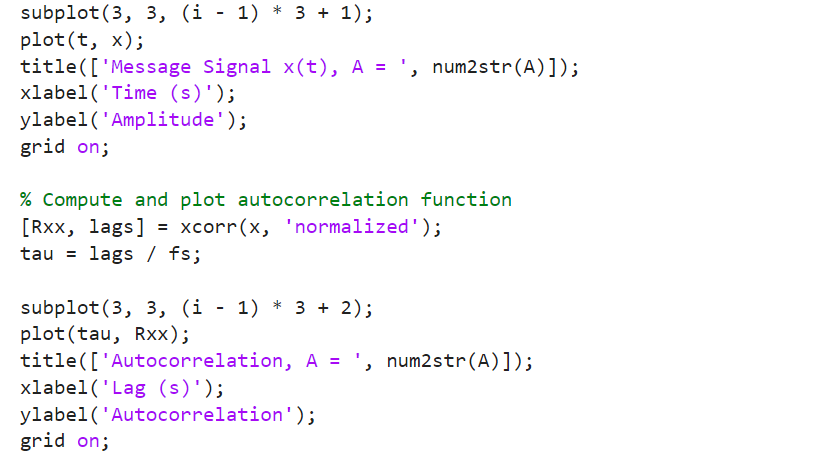 subplot(3, 3, (i - 1) * 3 + 1);
plot(t, x);
title(['Message Signal x(t), A = ', num2str(A)]);
xlabel('Time (s)');
ylabel('Amplitude');
grid on;
% Compute and plot autocorrelation function
[Rxx, lags] = xcorr(x, 'normalized');
tau = lags / fs;
subplot(3, 3, (i - 1) * 3 + 2);
plot(tau, Rxx);
title(['Autocorrelation, A = ', num2str(A)]);
xlabel('Lag (s)');
ylabel('Autocorrelation');
grid on;